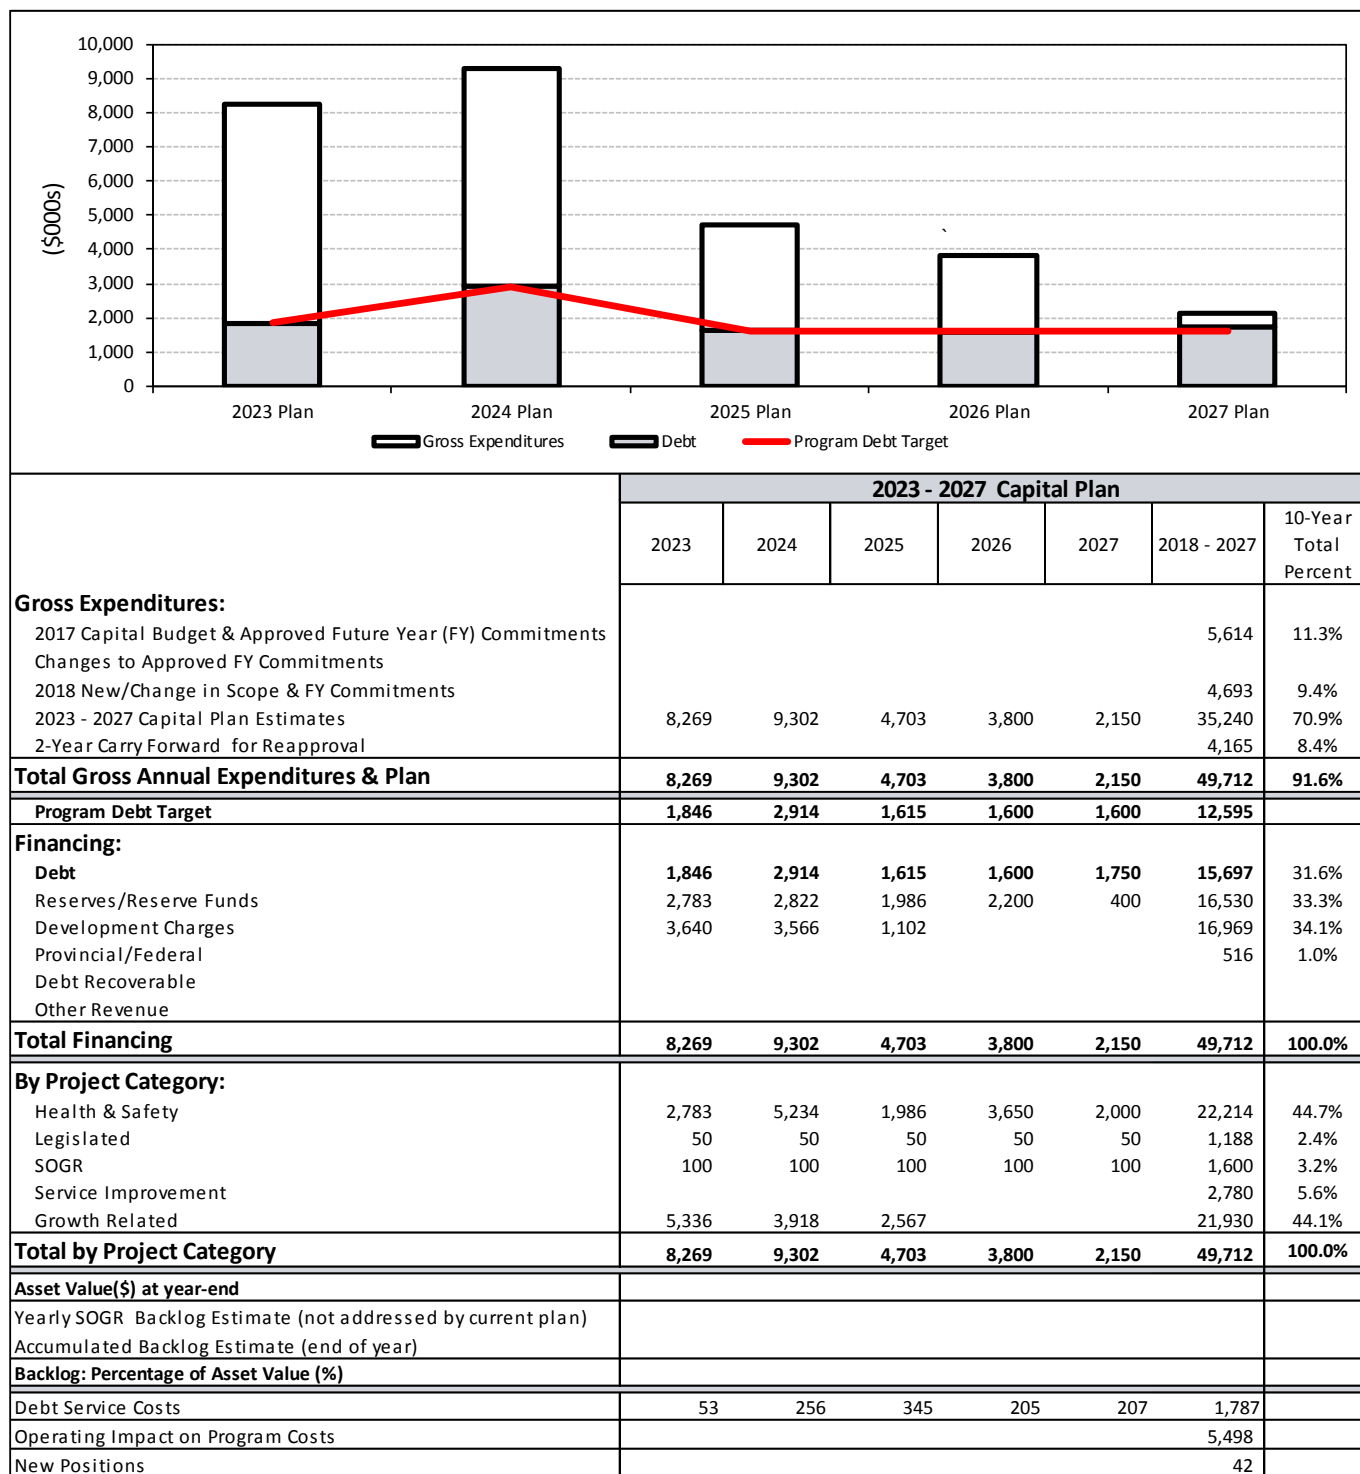 10,000
9,000
8,000
7,000
6,000
5,000
4,000
3,000
2,000
1,000
0
($000s)
`
2023 Plan 2024 Plan 2025 Plan 2026 Plan 2027 Plan
Gross Expenditures Debt Program Debt Target
2023 - 2027 Capital Plan
2023 2024 2025 2026 2027 2018 - 2027 10-Year Total Percent
Gross Expenditures:
2017 Capital Budget & Approved Future Year (FY) Commitments 5,614 11.3%
Changes to Approved FY Commitments
2018 New/Change in Scope & FY Commitments 4,693 9.4%
2023 - 2027 Capital Plan Estimates 8,269 9,302 4,703 3,800 2,150 35,240 70.9%
2-Year Carry Forward for Reapproval 4,165 8.4%
Total Gross Annual Expenditures & Plan 8,269 9,302 4,703 3,800 2,150 49,712 91.6%
Program Debt Target 1,846 2,914 1,615 1,600 1,600 12,595
Financing:
Debt 1,846 2,914 1,615 1,600 1,750 15,697 31.6%
Reserves/Reserve Funds 2,783 2,822 1,986 2,200 400 16,530 33.3%
Development Charges 3,640 3,566 1,102 16,969 34.1%
Provincial/Federal 516 1.0%
Debt Recoverable
Other Revenue
Total Financing 8,269 9,302 4,703 3,800 2,150 49,712 100.0%
By Project Category:
Health & Safety 2,783 5,234 1,986 3,650 2,000 22,214 44.7%
Legislated 50 50 50 50 50 1,188 2.4%
SOGR 100 100 100 100 100 1,600 3.2%
Service Improvement 2,780 5.6%
Growth Related 5,336 3,918 2,567 21,930 44.1%
Total by Project Category 8,269 9,302 4,703 3,800 2,150 49,712 100.0%
Asset Value($) at year-end
Yearly SOGR Backlog Estimate (not addressed by current plan)
Accumulated Backlog Estimate (end of year)
Backlog: Percentage of Asset Value (%)
Debt Service Costs 53 256 345 205 207 1,787
Operating Impact on Program Costs 5,498
New Positions 42